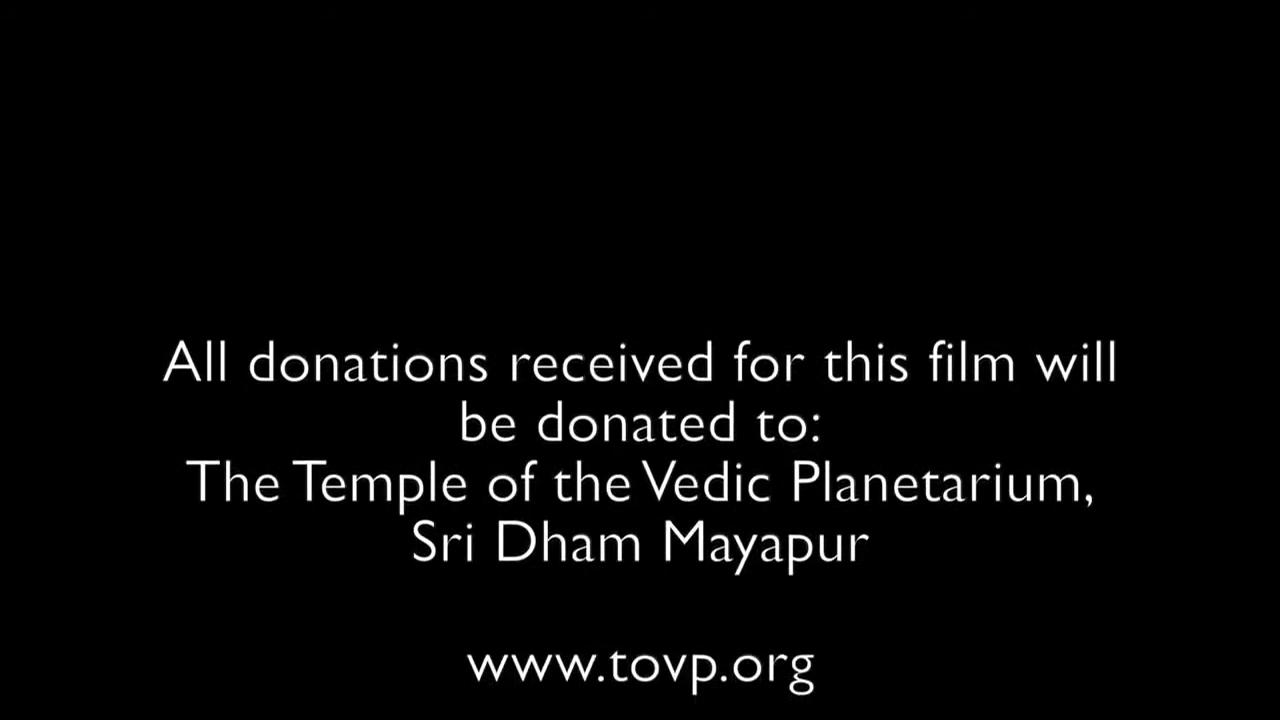 All donations received for this film will
be donated to:
The Temple of the Vedic Planetarium,
Sri Dham Mayapur
www.tovp.org